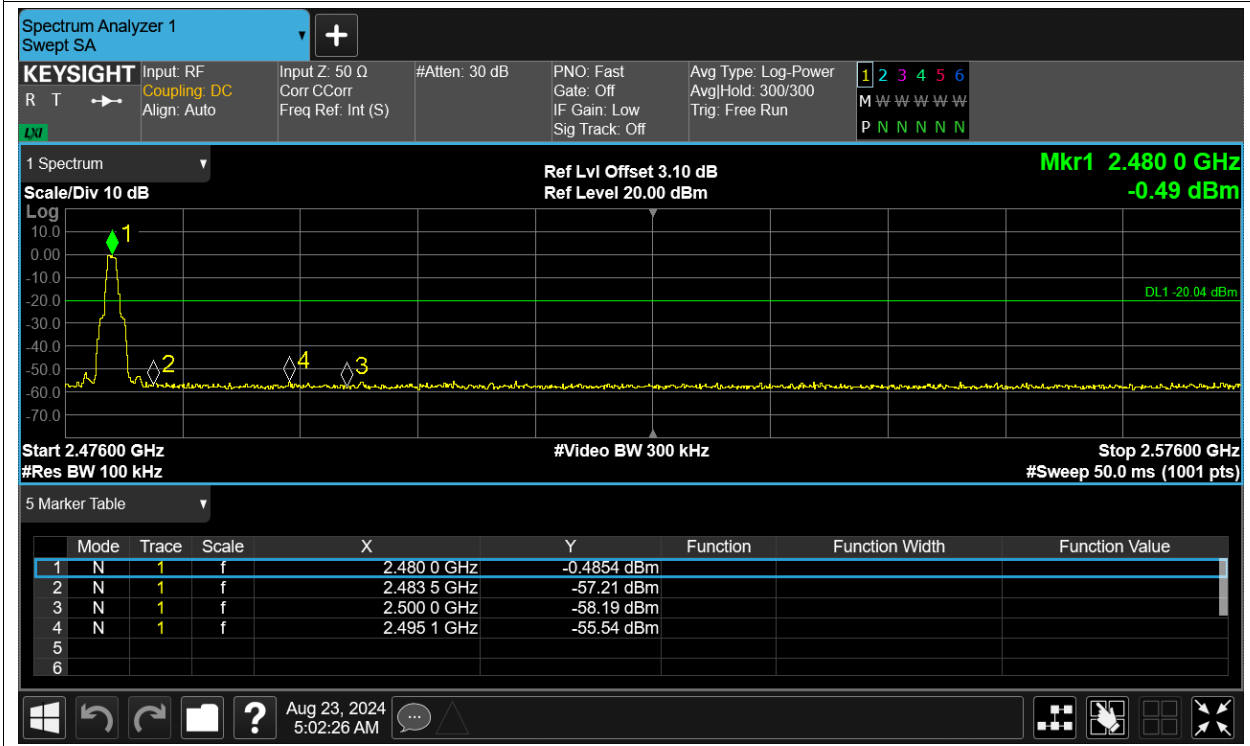 Spectrum Analyzer 1
Swept SA
KEYSIGHT
R T
LXI
Input: RF
Coupling: DC
Align: Auto
Input Z: 50 Ω
Corr CCorr
Freq Ref: Int (S)
#Atten: 30 dB
PNO: Fast
Gate: Off
IF Gain: Low
Sig Track: Off
Avg Type: Log-Power
Avg|Hold: 300/300
Trig: Free Run
1 2 3 4 5 6
M W W W W W
P N N N N N
1 Spectrum
Scale/Div 10 dB
Ref Lvl Offset 3.10 dB
Ref Level 20.00 dBm
Mkr1 2.480 0 GHz
-0.49 dBm
Log
10.0
0.00
-10.0
-20.0
-30.0
-40.0
-50.0
-60.0
-70.0
1
2
4
3
DL1 -20.04 dBm
Start 2.47600 GHz
#Video BW 300 kHz
Stop 2.57600 GHz
#Res BW 100 kHz
#Sweep 50.0 ms (1001 pts)
5 Marker Table
Mode Trace Scale X Y Function Function Width Function Value
1 N 1 f 2.480 0 GHz -0.4854 dBm
2 N 1 f 2.483 5 GHz -57.21 dBm
3 N 1 f 2.500 0 GHz -58.19 dBm
4 N 1 f 2.495 1 GHz -55.54 dBm
5
6
?
Aug 23, 2024
5:02:26 AM